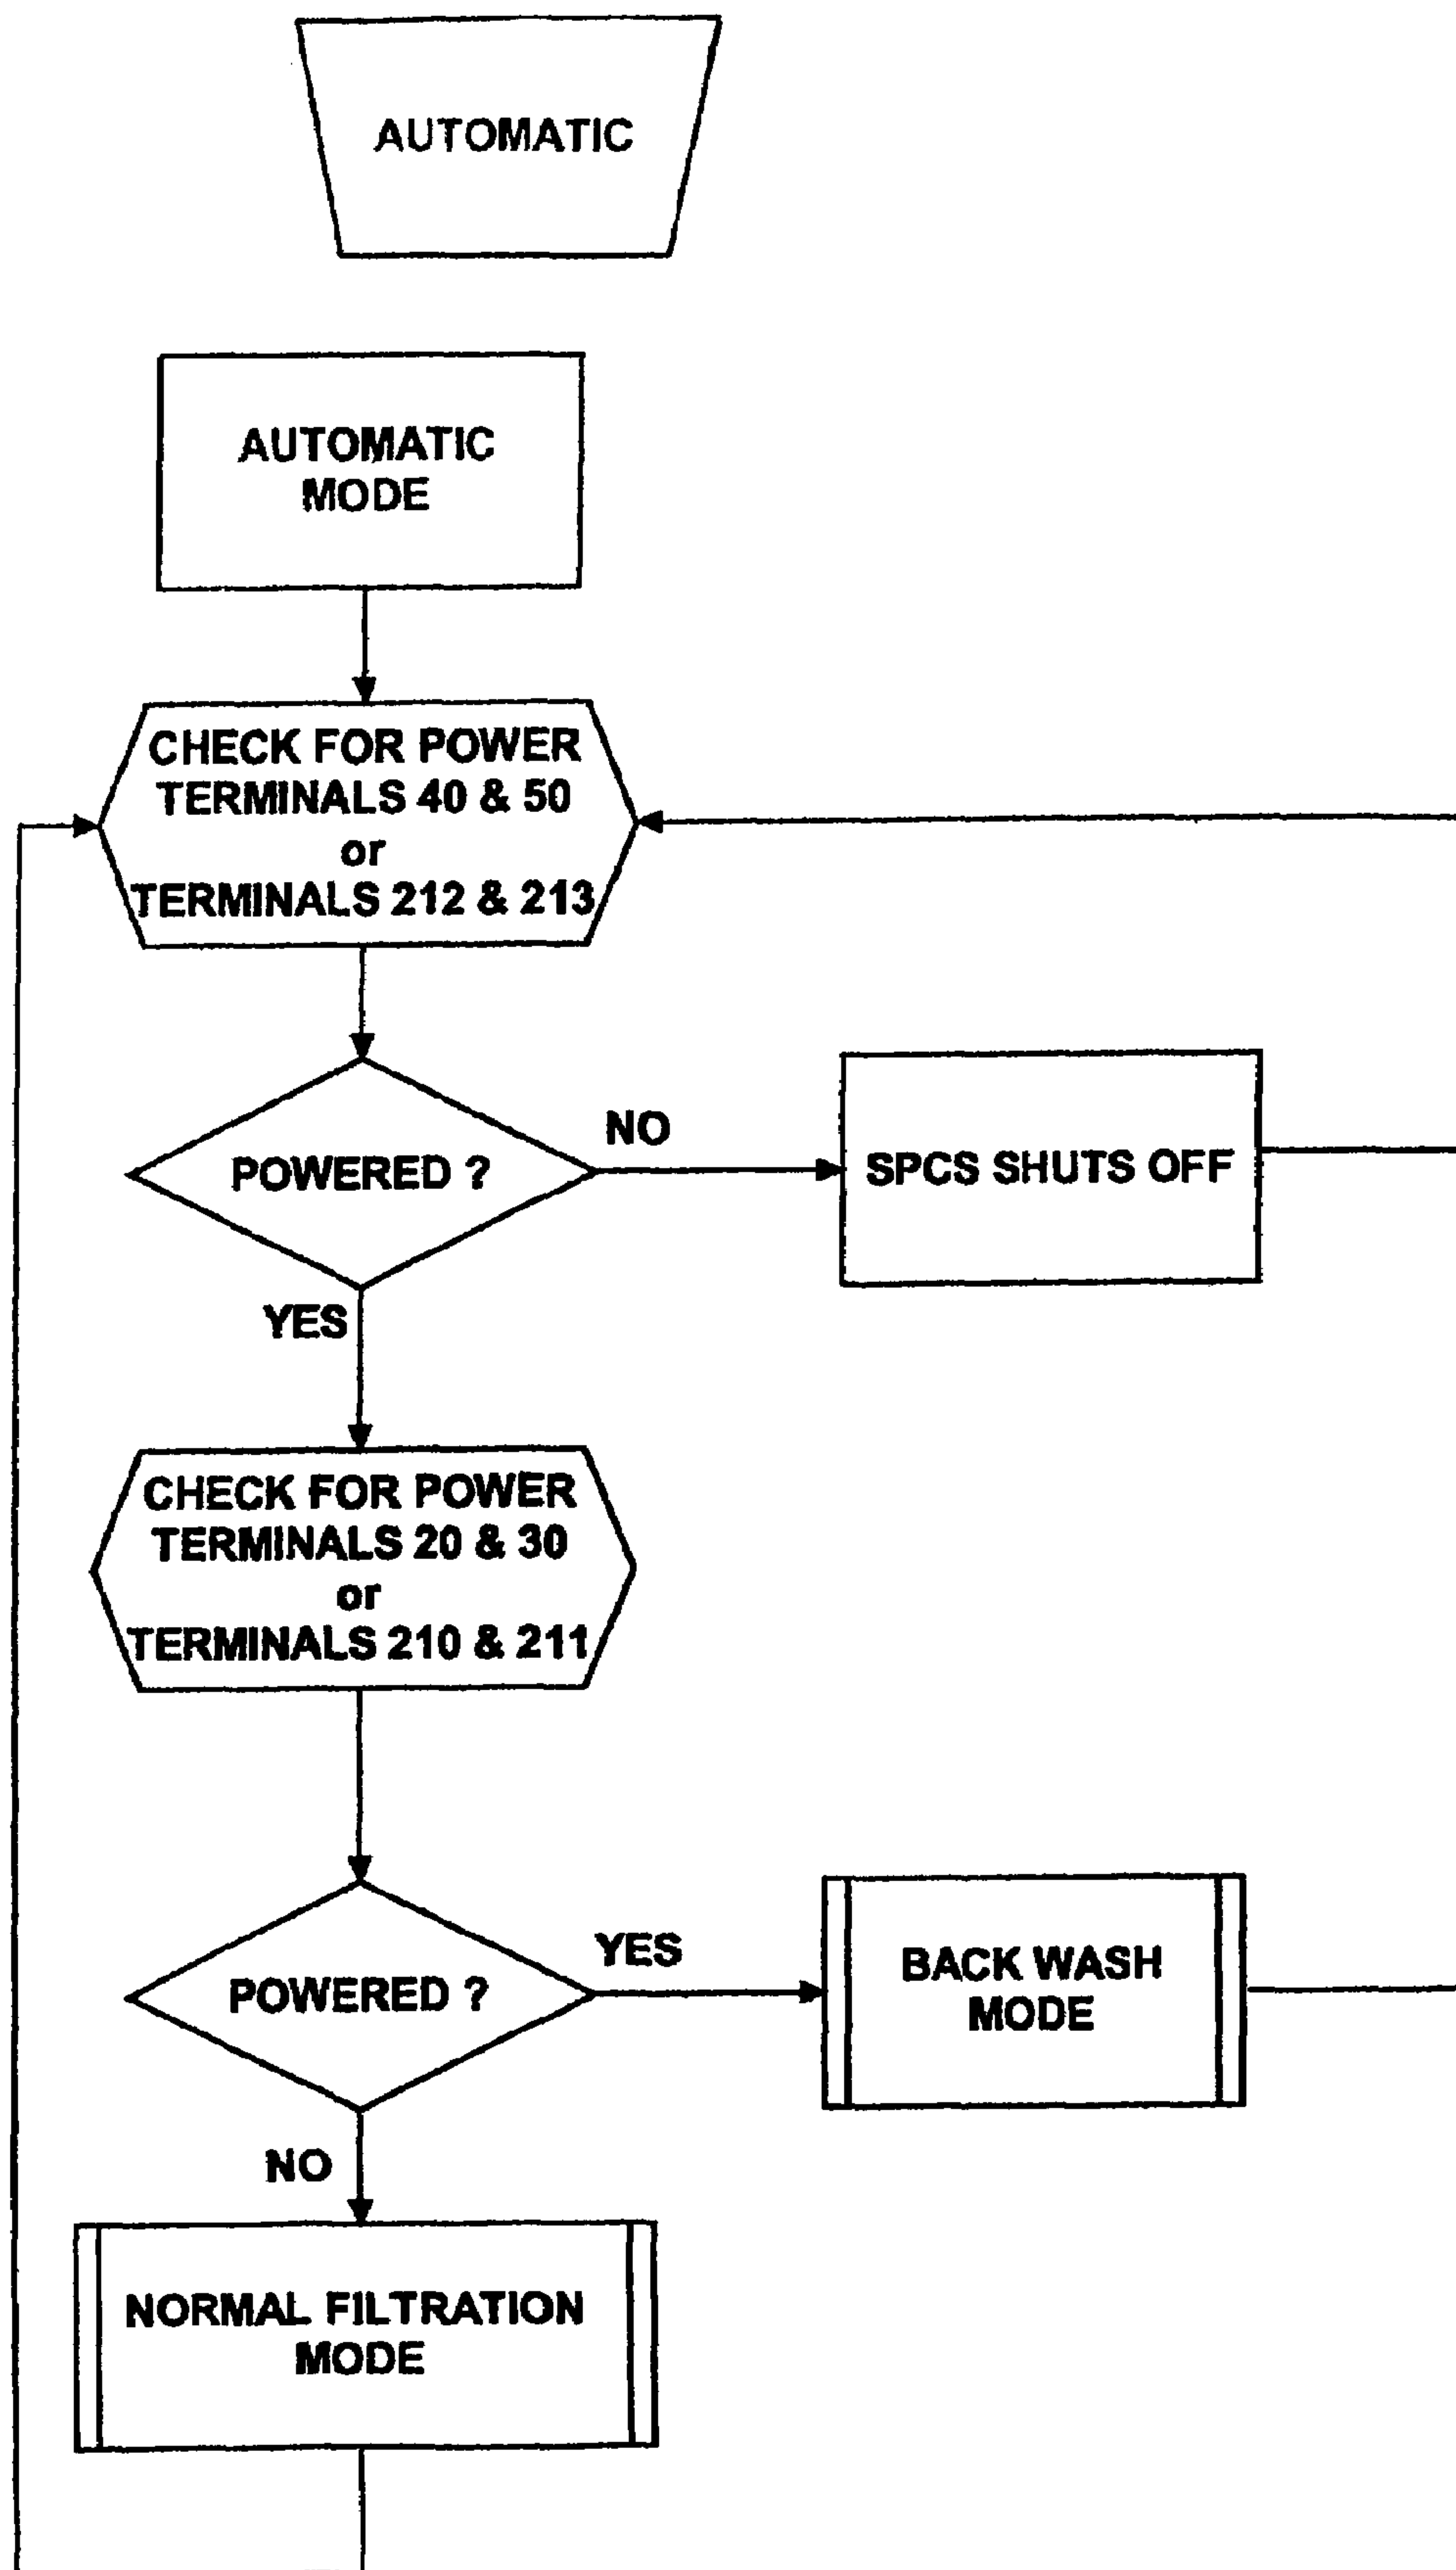 AUTOMATIC
AUTOMATIC
MODE
CHECK FOR POWER
TERMINALS 40 & 50
or
TERMINALS 212 & 213
POWERED ?
NO
SPCS SHUTS OFF
YES
CHECK FOR POWER
TERMINALS 20 & 30
or
TERMINALS 210 & 211
POWERED ?
YES
BACK WASH
MODE
NO
NORMAL FILTRATION
MODE